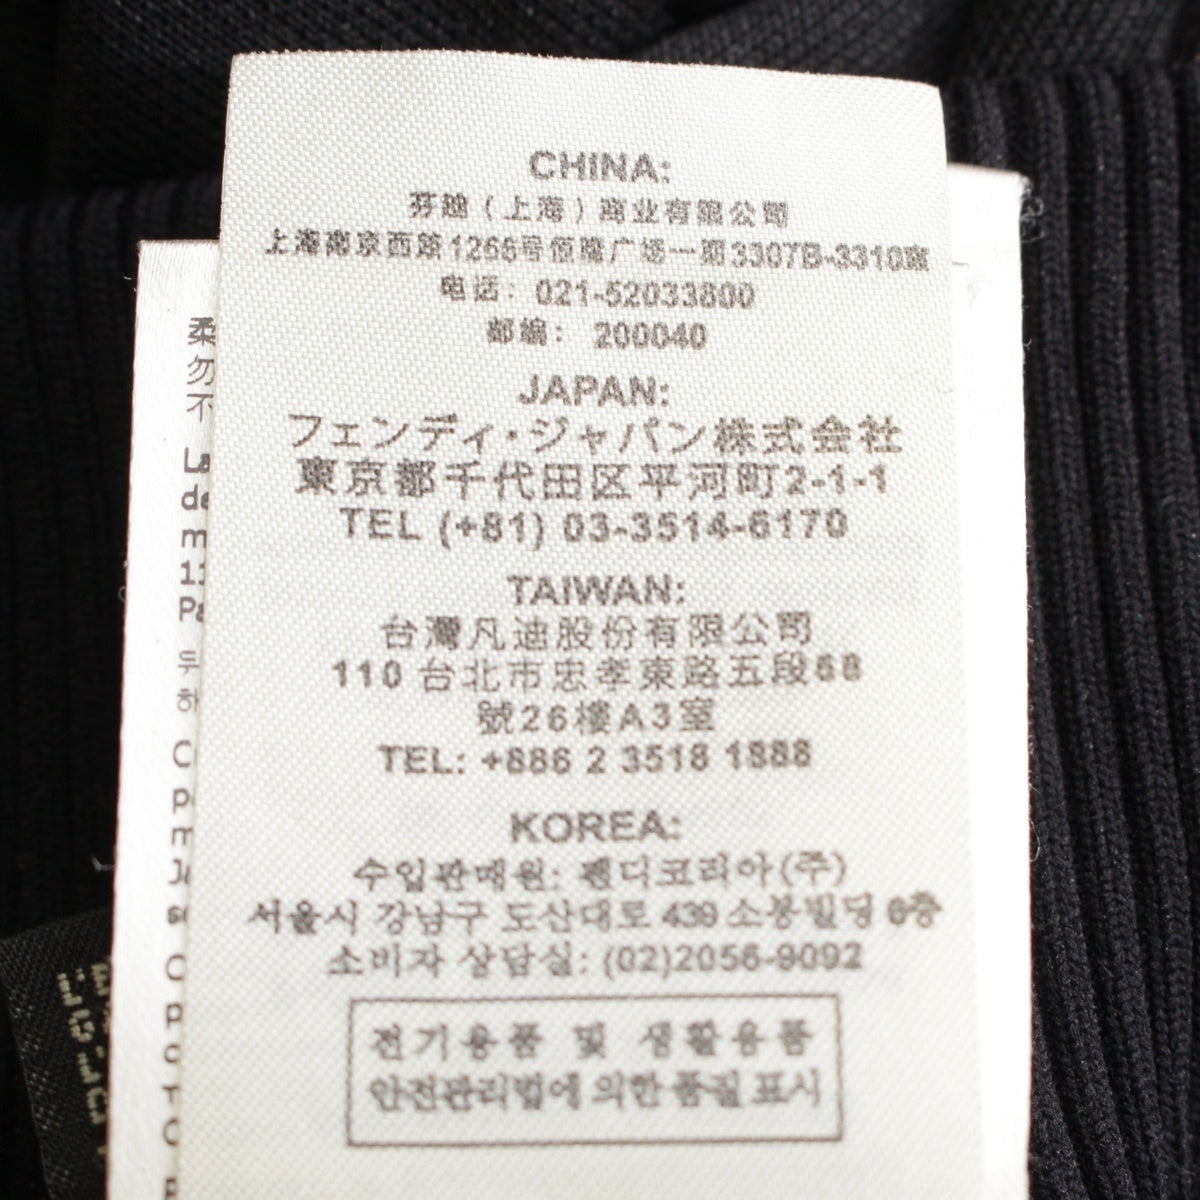 CHINA:
芬迪（上海）商业有限公司
上海南京西路1266号恒隆广场一期3307B-3310室
电话：021-52033800
邮编：200040
JAPAN:
フェンディ・ジャパン株式会社
東京都千代田区平河町2-1-1
TEL (+81) 03-3514-6170
TAIWAN:
台灣凡迪股份有限公司
110 台北市忠孝東路五段68
號26樓A3室
TEL: +886 2 3518 1888
KOREA:
수입판매원: 펜디코리아(주)
서울시 강남구 도산대로 439 소봉빌딩 6층
소비자 상담실: (02)2056-9092
전기용품 및 생활용품
안전관리법에 의한 품질 표시
柔
勿
不